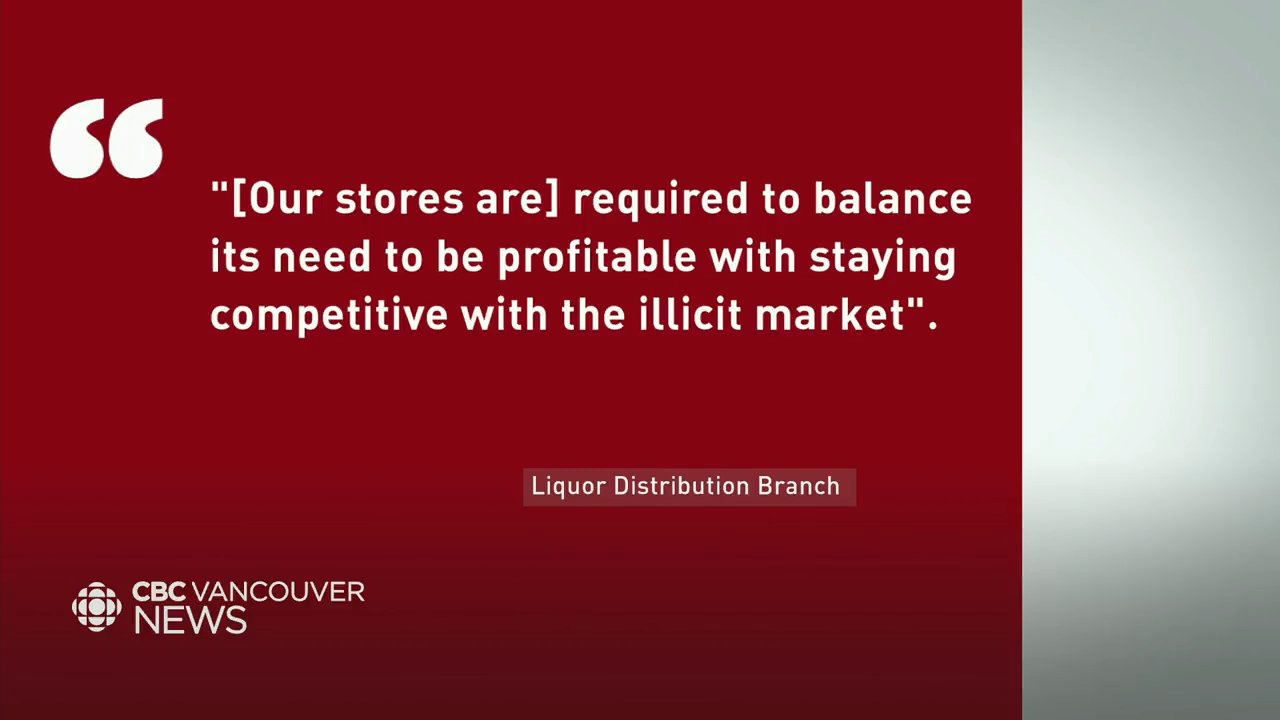 "[Our stores are] required to balance
its need to be profitable with staying
competitive with the illicit market".
Liquor Distribution Branch
CBC VANCOUVER
NEWS